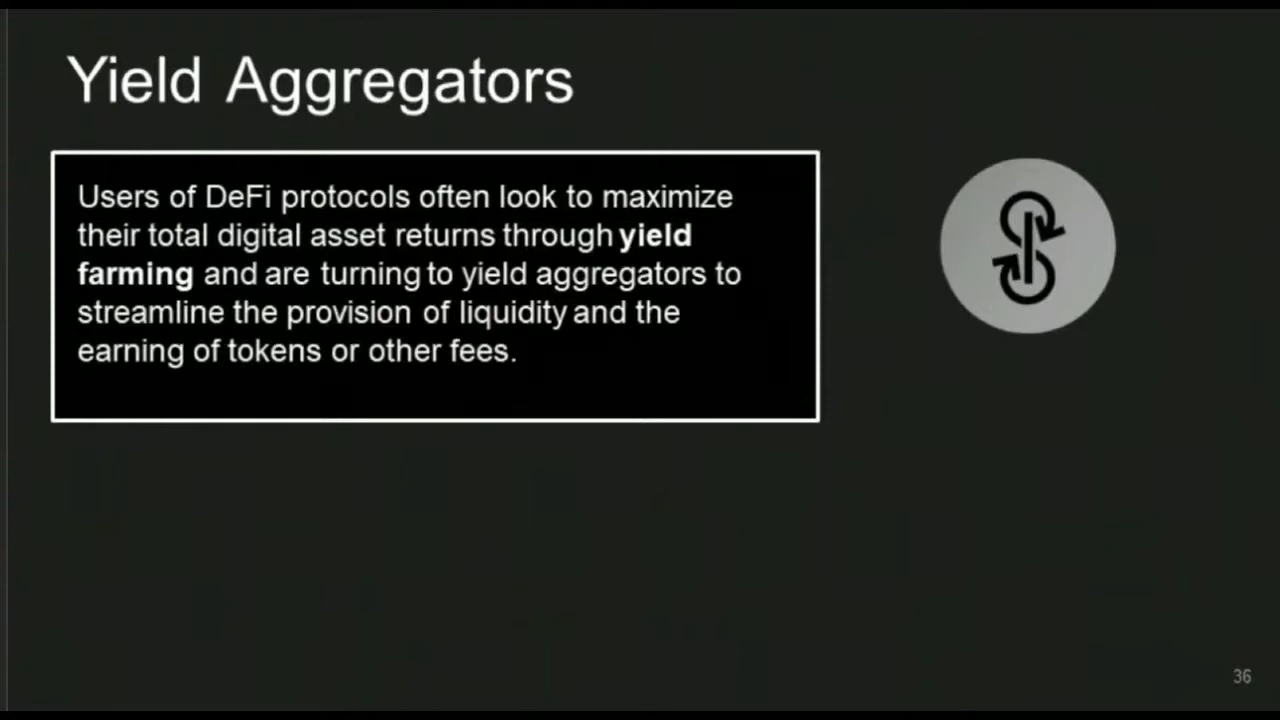 Yield Aggregators
Users of DeFi protocols often look to maximize
their total digital asset returns through yield
farming and are turning to yield aggregators to
streamline the provision of liquidity and the
earning of tokens or other fees.
36